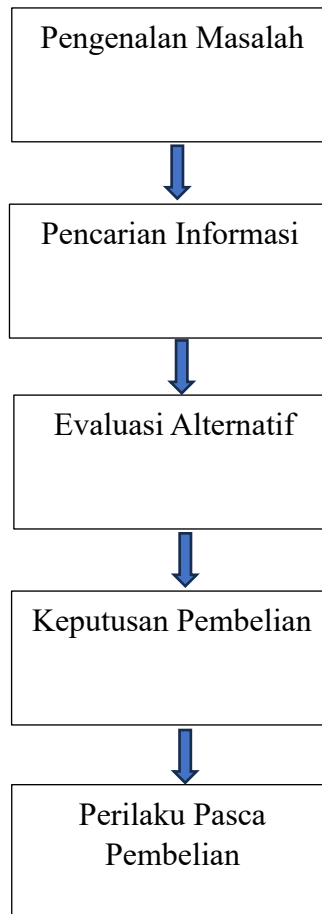 Pengenalan Masalah
Pencarian Informasi
Evaluasi Alternatif
Keputusan Pembelian
Perilaku Pasca
Pembelian